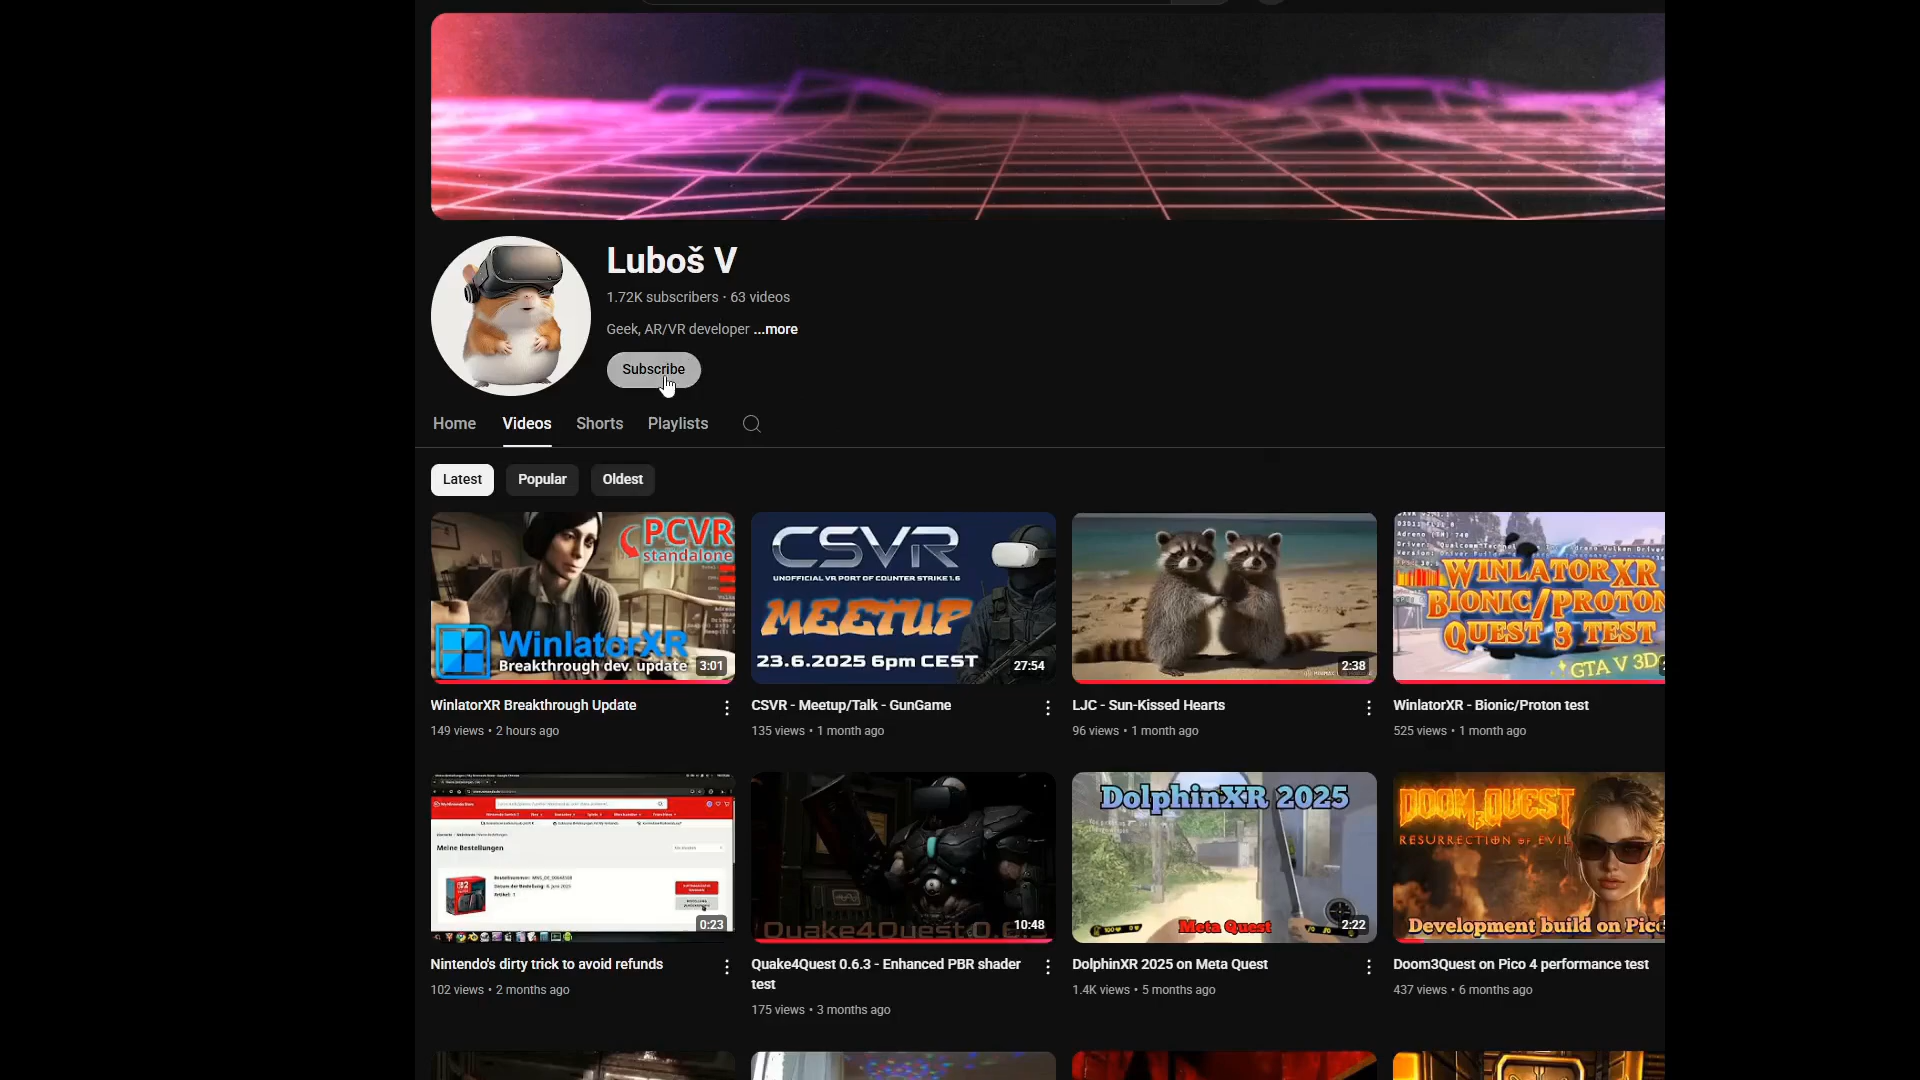 Luboš V
1.72K subscribers · 63 videos
Geek, AR/VR developer ...more
Subscribe
Home
Videos
Shorts
Playlists
Latest
Popular
Oldest
PCVR
standalone
WinlatorXR
Breakthrough dev. update
3:01
CSVR
UNOFFICIAL VR PORT OF COUNTER STRIKE 1.6
MEETUP
23.6.2025 6pm CEST
27:54
2:38
WINLATOR XR
BIONIC/PROTON
QUEST 3 TEST
GTA V 3D
WinlatorXR Breakthrough Update
149 views • 2 hours ago
CSVR - Meetup/Talk - GunGame
135 views • 1 month ago
LJC - Sun-Kissed Hearts
96 views • 1 month ago
WinlatorXR - Bionic/Proton test
525 views • 1 month ago
Meine Bestellungen
0:23
Quake4Quest 0.6.3
10:48
DolphinXR 2025
Meta Quest
2:22
DOOM3QUEST
RESURRECTION OF EVIL
Development build on Pico
Nintendo's dirty trick to avoid refunds
102 views • 2 months ago
Quake4Quest 0.6.3 - Enhanced PBR shader
test
175 views • 3 months ago
DolphinXR 2025 on Meta Quest
1.4K views • 5 months ago
Doom3Quest on Pico 4 performance test
437 views • 6 months ago